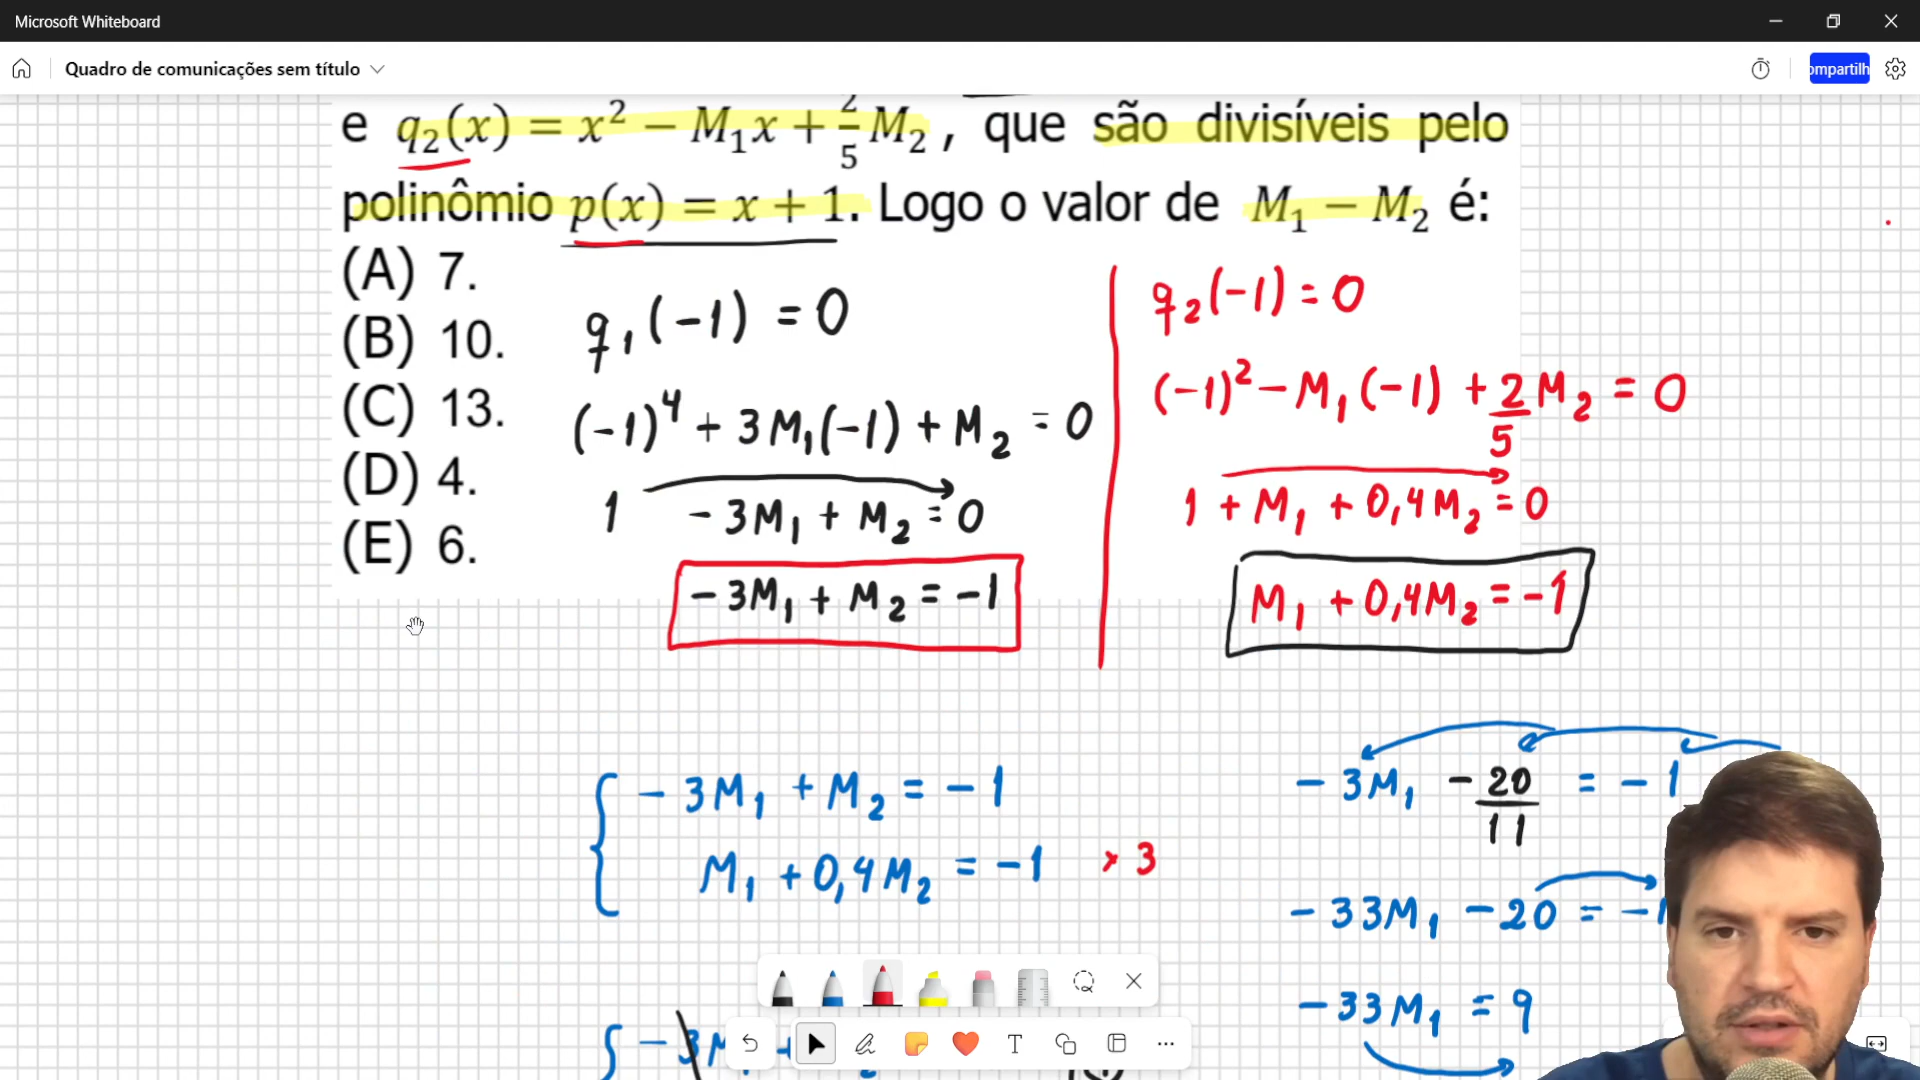 Microsoft Whiteboard
Quadro de comunicações sem título
ompartilh
e q₂(x) = x² − M₁x + 2/5 M₂, que são divisíveis pelo
polinômio p(x) = x + 1. Logo o valor de M₁ − M₂ é:
(A) 7.
(B) 10.
(C) 13.
(D) 4.
(E) 6.
q₁(-1) = 0
(-1)⁴ + 3M₁(-1) + M₂ = 0
1 - 3M₁ + M₂ = 0
-3M₁ + M₂ = -1
q₂(-1) = 0
(-1)² - M₁(-1) + 2/5 M₂ = 0
1 + M₁ + 0,4M₂ = 0
M₁ + 0,4M₂ = -1
-3M₁ + M₂ = -1
M₁ + 0,4M₂ = -1 × 3
-3M₁ - 20/11 = -1
-33M₁ - 20 = -1
-33M₁ = 9